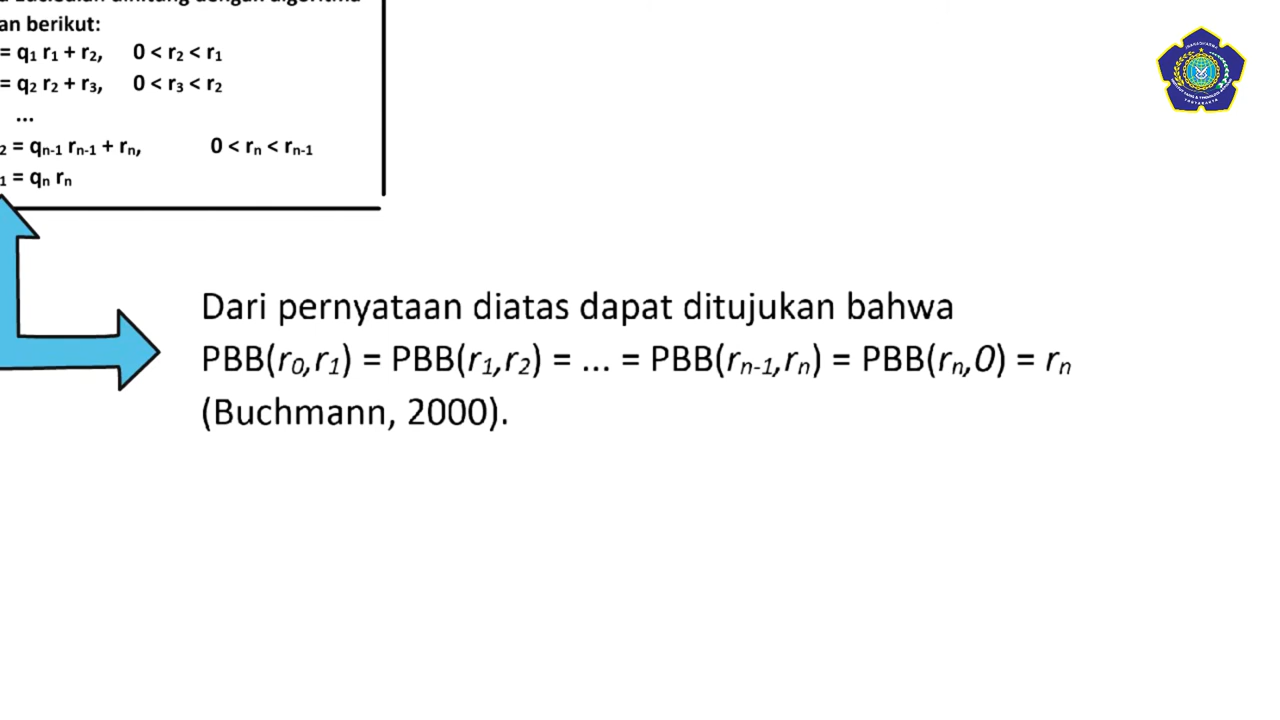 an berikut:
= q₁ r₁ + r₂, 0 < r₂ < r₁
= q₂ r₂ + r₃, 0 < r₃ < r₂
...
₂ = qₙ₋₁ rₙ₋₁ + rₙ, 0 < rₙ < rₙ₋₁
₁ = qₙ rₙ
Dari pernyataan diatas dapat ditujukan bahwa
PBB(r₀,r₁) = PBB(r₁,r₂) = ... = PBB(rₙ₋₁,rₙ) = PBB(rₙ,0) = rₙ
(Buchmann, 2000).